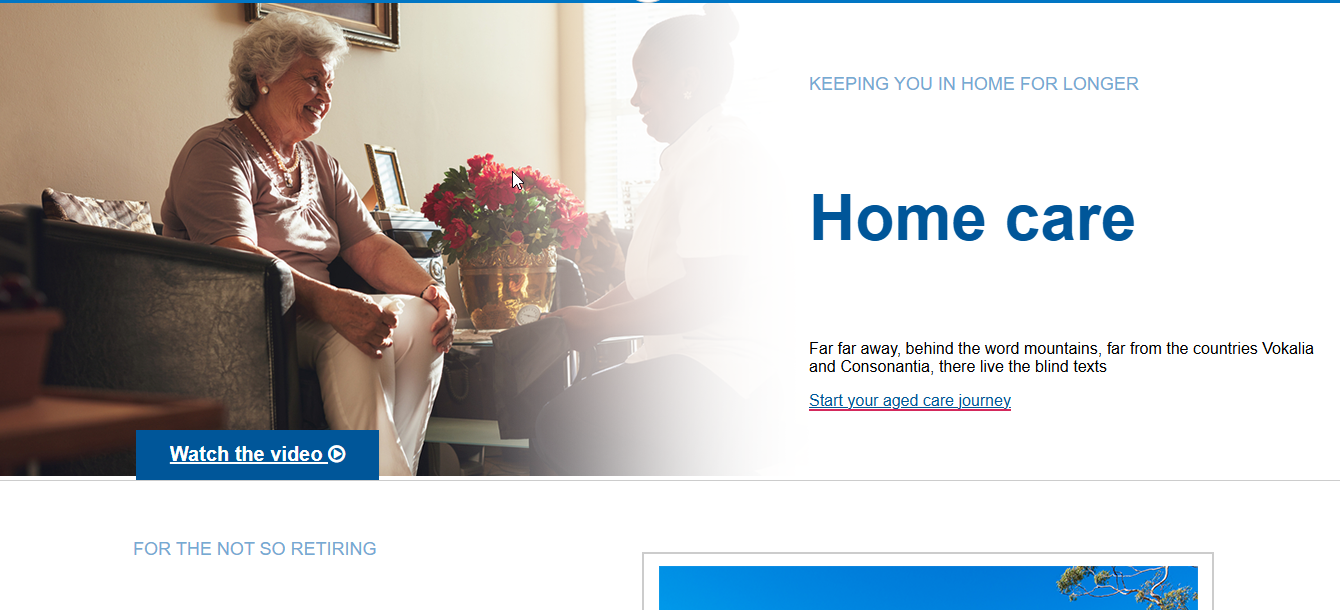 KEEPING YOU IN HOME FOR LONGER
Home care
Far far away, behind the word mountains, far from the countries Vokalia
and Consonantia, there live the blind texts
Start your aged care journey
Watch the video
FOR THE NOT SO RETIRING